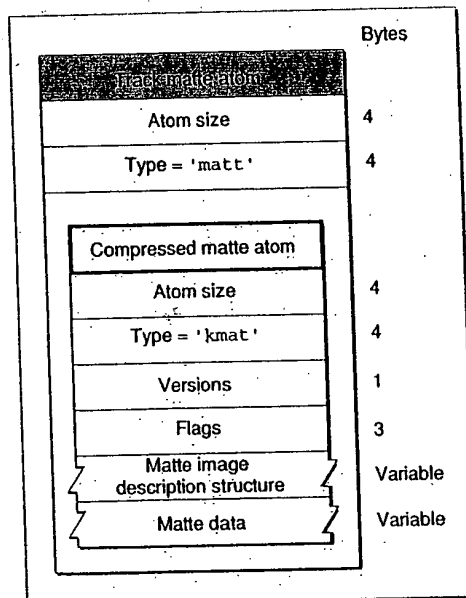 Bytes
Track matte atom
Atom size 4
Type = 'matt' 4
Compressed matte atom
Atom size 4
Type = 'kmat' 4
Versions 1
Flags 3
Matte image
description structure Variable
Matte data Variable